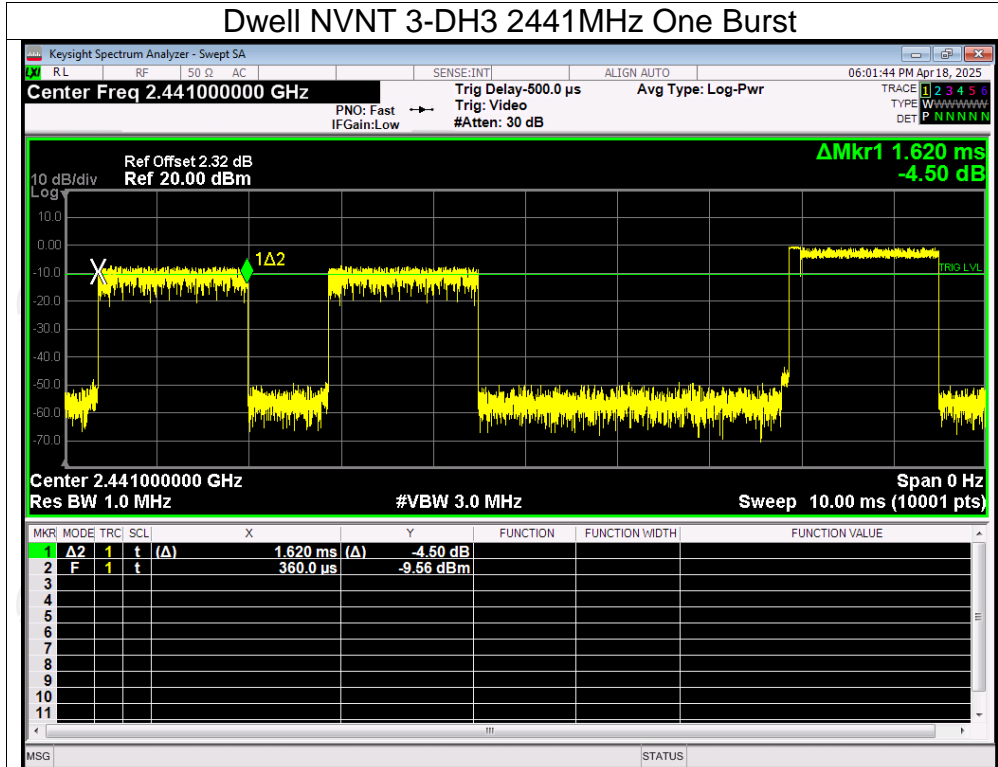 Dwell NVNT 3-DH3 2441MHz One Burst
Keysight Spectrum Analyzer - Swept SA
LXI RL RF 50 Ω AC SENSE:INT ALIGN AUTO 06:01:44 PM Apr 18, 2025
Center Freq 2.441000000 GHz
PNO: Fast
IFGain:Low
Trig Delay-500.0 µs
Trig: Video
#Atten: 30 dB
Avg Type: Log-Pwr
TRACE 1 2 3 4 5 6
TYPE WWWWWW
DET P N N N N N
ΔMkr1 1.620 ms
-4.50 dB
Ref Offset 2.32 dB
10 dB/div Ref 20.00 dBm
Log
10.0
0.00
-10.0
-20.0
-30.0
-40.0
-50.0
-60.0
-70.0
1Δ2
TRIG LVL
Center 2.441000000 GHz Span 0 Hz
Res BW 1.0 MHz #VBW 3.0 MHz Sweep 10.00 ms (10001 pts)
MKR MODE TRC SCL X Y FUNCTION FUNCTION WIDTH FUNCTION VALUE
1 Δ2 1 t (Δ) 1.620 ms (Δ) -4.50 dB
2 F 1 t 360.0 µs -9.56 dBm
3
4
5
6
7
8
9
10
11
MSG STATUS